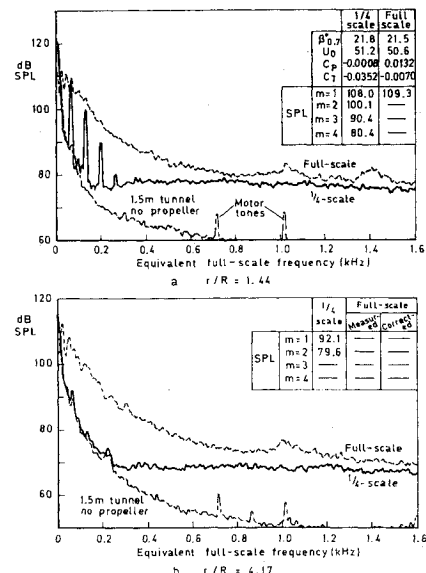 1/4 scale Full scale
β°0.7 21.8 21.5
U0 51.2 50.6
CP -0.0008 0.0132
CT -0.0352 -0.0070
SPL
m=1 108.0 109.3
m=2 100.1 —
m=3 90.4 —
m=4 80.4 —
120
dB
SPL
100
80
60
Full-scale
1/4-scale
1.5m tunnel
no propeller
Motor
tones
0 0.2 0.4 0.6 0.8 1.0 1.2 1.4 1.6
Equivalent full-scale frequency (kHz)
a r/R = 1.44
1/4 scale Full-scale
Measured Corrected
SPL
m=1 92.1 — —
m=2 79.6 — —
m=3 — — —
m=4 — — —
120
dB
SPL
100
80
60
Full-scale
1/4-scale
1.5m tunnel
no propeller
0 0.2 0.4 0.6 0.8 1.0 1.2 1.4 1.6
Equivalent full-scale frequency (kHz)
b r/R = 4.17